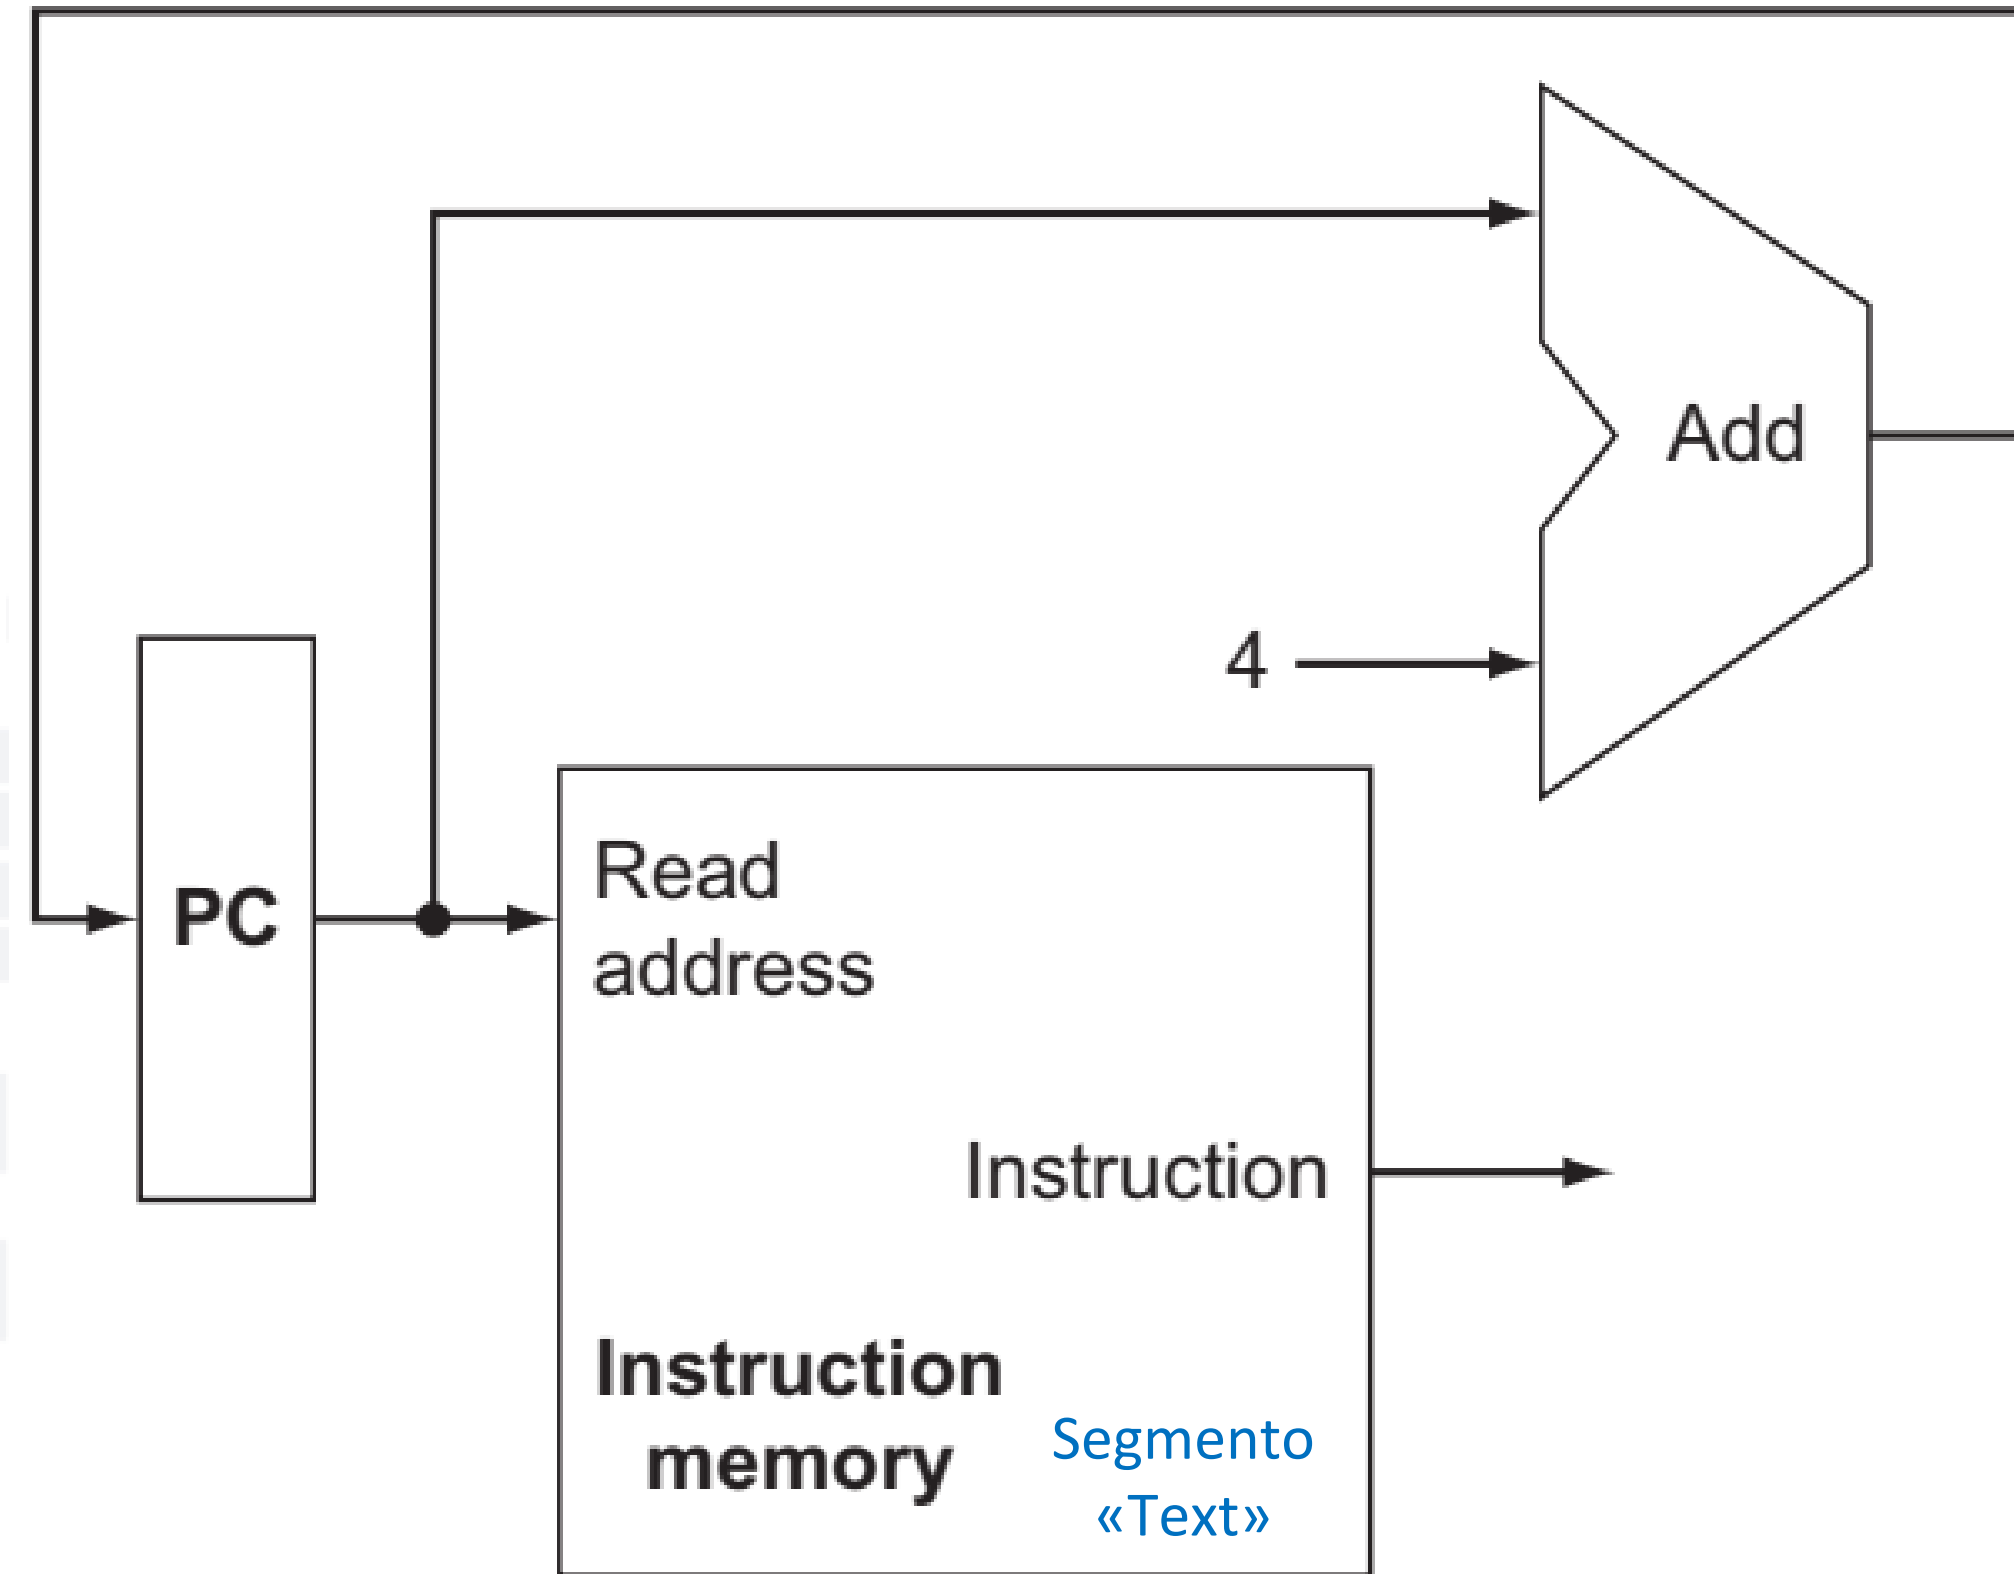 Add
4
PC
Read
address
Instruction
Instruction
memory
Segmento
«Text»